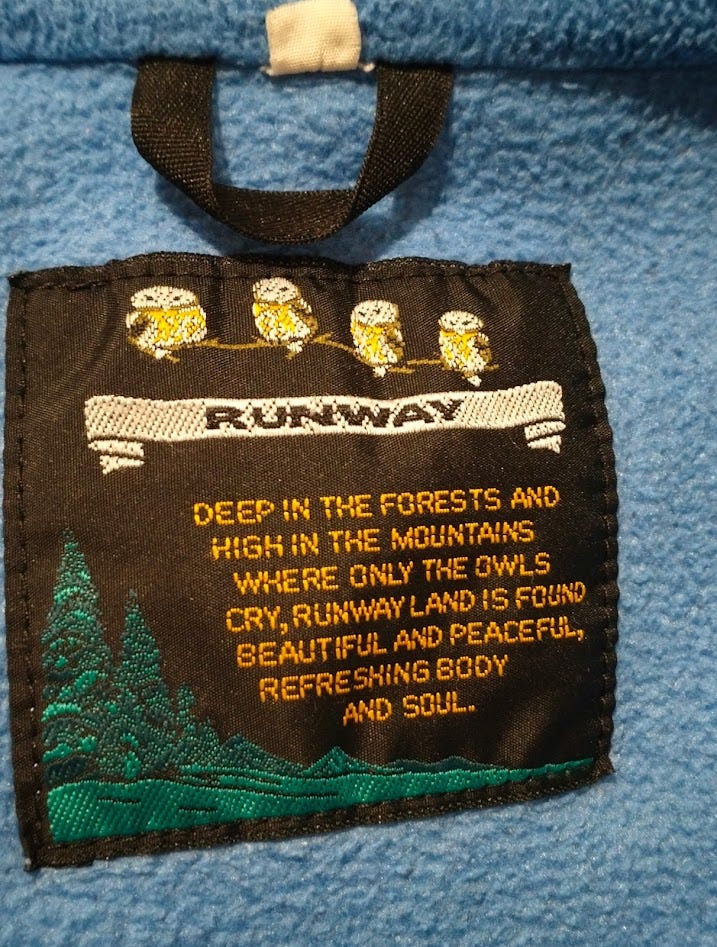 RUNWAY
DEEP IN THE FORESTS AND
HIGH IN THE MOUNTAINS
WHERE ONLY THE OWLS
CRY, RUNWAY LAND IS FOUND
BEAUTIFUL AND PEACEFUL,
REFRESHING BODY
AND SOUL.